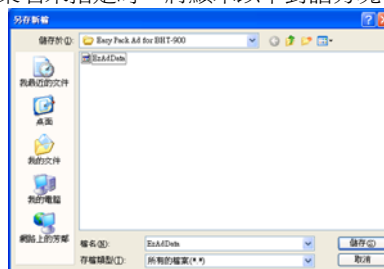 另存新檔
儲存於(I):
Easy Pack Ad for BHT-900
EzAdData
我最近的文件
桌面
我的文件
我的電腦
網路上的芳鄰
檔名(N):
EzAdData
儲存(S)
存檔類型(T):
所有的檔案(*.*)
取消